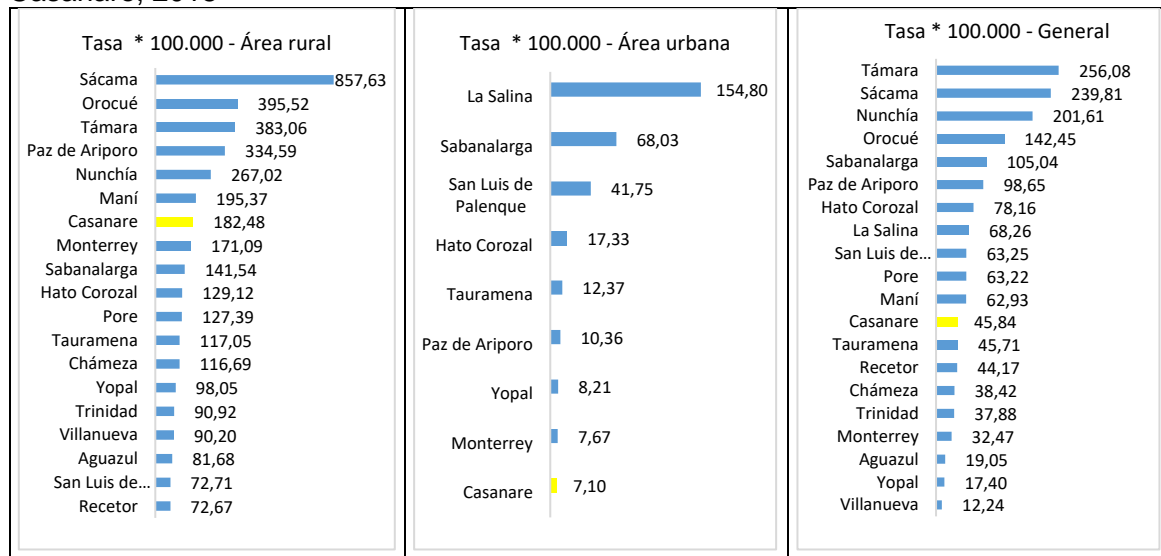 Tasa * 100.000 - Área rural
Sácama 857,63
Orocué 395,52
Támara 383,06
Paz de Ariporo 334,59
Nunchía 267,02
Maní 195,37
Casanare 182,48
Monterrey 171,09
Sabanalarga 141,54
Hato Corozal 129,12
Pore 127,39
Tauramena 117,05
Chámeza 116,69
Yopal 98,05
Trinidad 90,92
Villanueva 90,20
Aguazul 81,68
San Luis de... 72,71
Recetor 72,67
Tasa * 100.000 - Área urbana
La Salina 154,80
Sabanalarga 68,03
San Luis de
Palenque 41,75
Hato Corozal 17,33
Tauramena 12,37
Paz de Ariporo 10,36
Yopal 8,21
Monterrey 7,67
Casanare 7,10
Tasa * 100.000 - General
Támara 256,08
Sácama 239,81
Nunchía 201,61
Orocué 142,45
Sabanalarga 105,04
Paz de Ariporo 98,65
Hato Corozal 78,16
La Salina 68,26
San Luis de... 63,25
Pore 63,22
Maní 62,93
Casanare 45,84
Tauramena 45,71
Recetor 44,17
Chámeza 38,42
Trinidad 37,88
Monterrey 32,47
Aguazul 19,05
Yopal 17,40
Villanueva 12,24